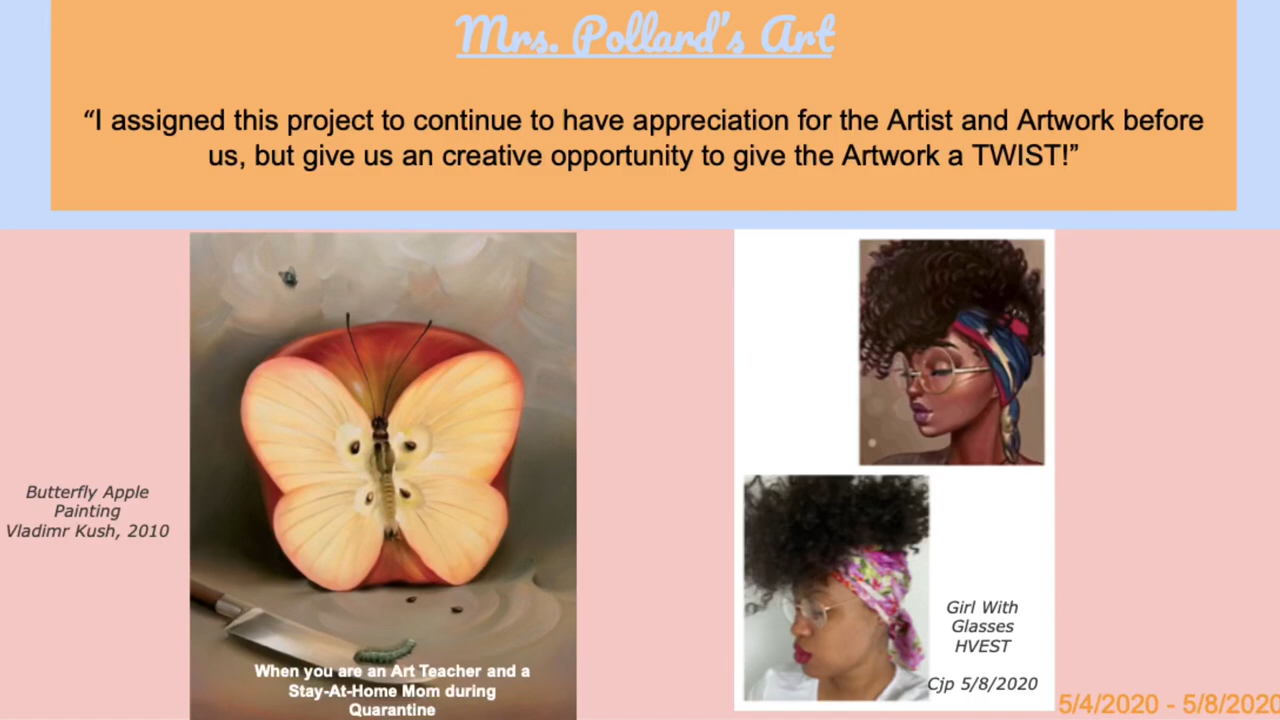 Mrs. Pollard's Art
“I assigned this project to continue to have appreciation for the Artist and Artwork before
us, but give us an creative opportunity to give the Artwork a TWIST!”
Butterfly Apple
Painting
Vladimr Kush, 2010
When you are an Art Teacher and a
Stay-At-Home Mom during
Quarantine
Girl With
Glasses
HVEST
Cjp 5/8/2020
5/4/2020 - 5/8/2020